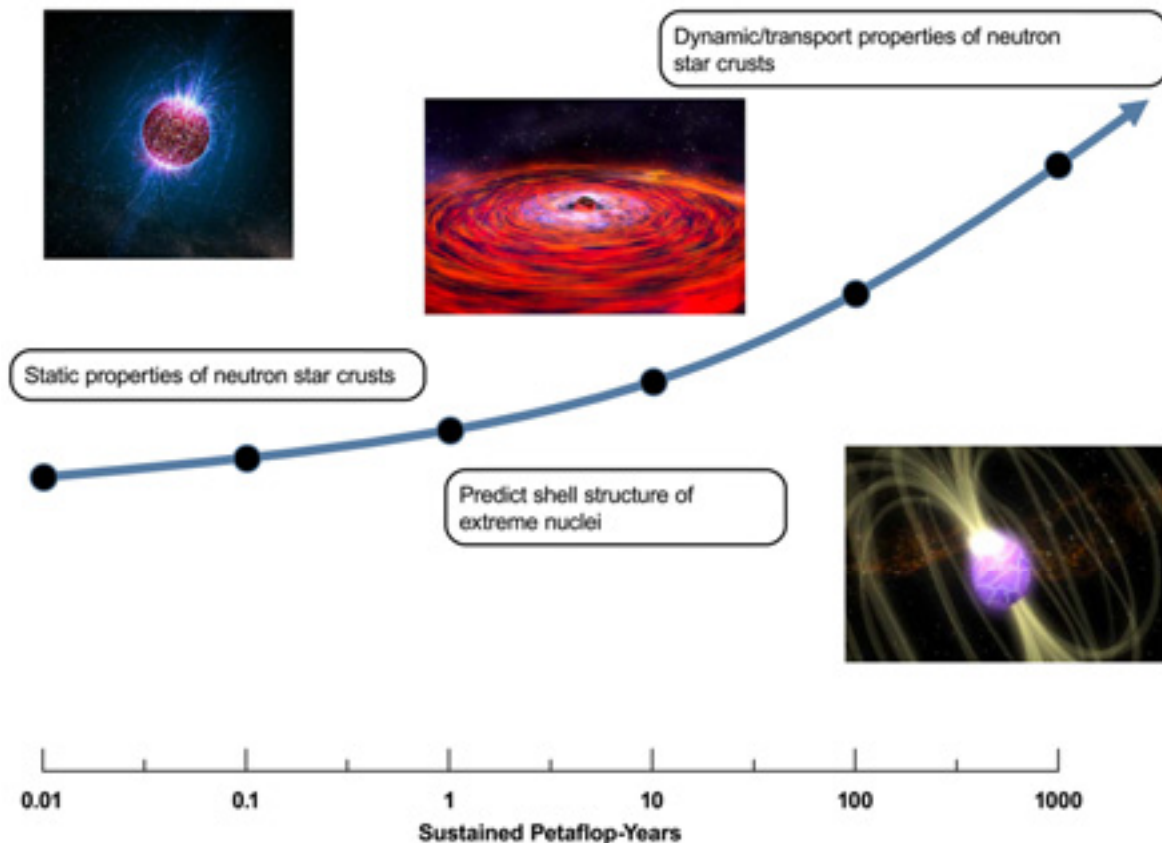 Dynamic/transport properties of neutron
star crusts
Static properties of neutron star crusts
Predict shell structure of
extreme nuclei
0.01 0.1 1 10 100 1000
Sustained Petaflop-Years